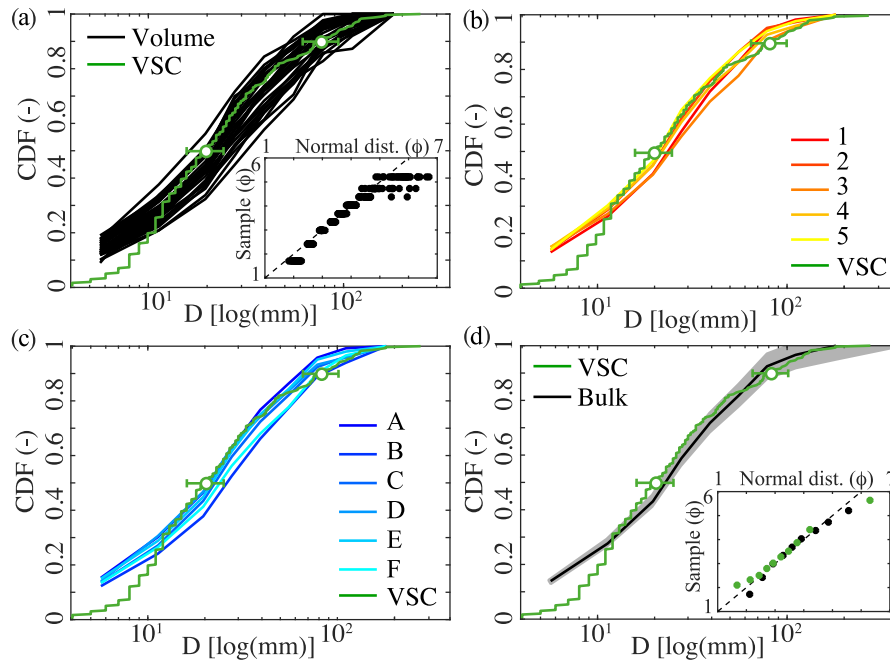 (a)
Volume
VSC
CDF (-)
1
0.8
0.6
0.4
0.2
0
10¹
10²
D [log(mm)]
1 Normal dist. (ϕ) 7
6
Sample (ϕ)
1
(b)
CDF (-)
1
0.8
0.6
0.4
0.2
0
1
2
3
4
5
VSC
10¹
10²
D [log(mm)]
(c)
CDF (-)
1
0.8
0.6
0.4
0.2
0
A
B
C
D
E
F
VSC
10¹
10²
D [log(mm)]
(d)
VSC
Bulk
CDF (-)
1
0.8
0.6
0.4
0.2
0
1 Normal dist. (ϕ) 7
6
Sample (ϕ)
1
10¹
10²
D [log(mm)]